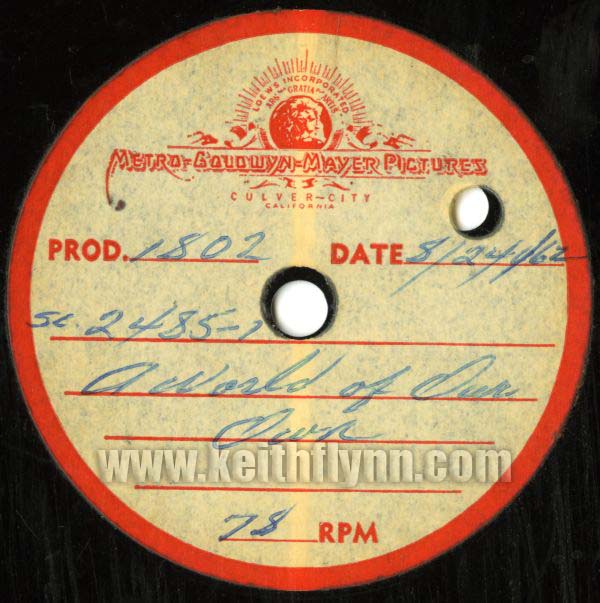 LOEWS INCORPORATED
ARS GRATIA ARTIS
METRO-GOLDWYN-MAYER PICTURES
CULVER-CITY
CALIFORNIA
PROD. 1802 DATE 8/24/62
sc. 2485-1
A World of Our
Own
www.keithflynn.com
78 RPM